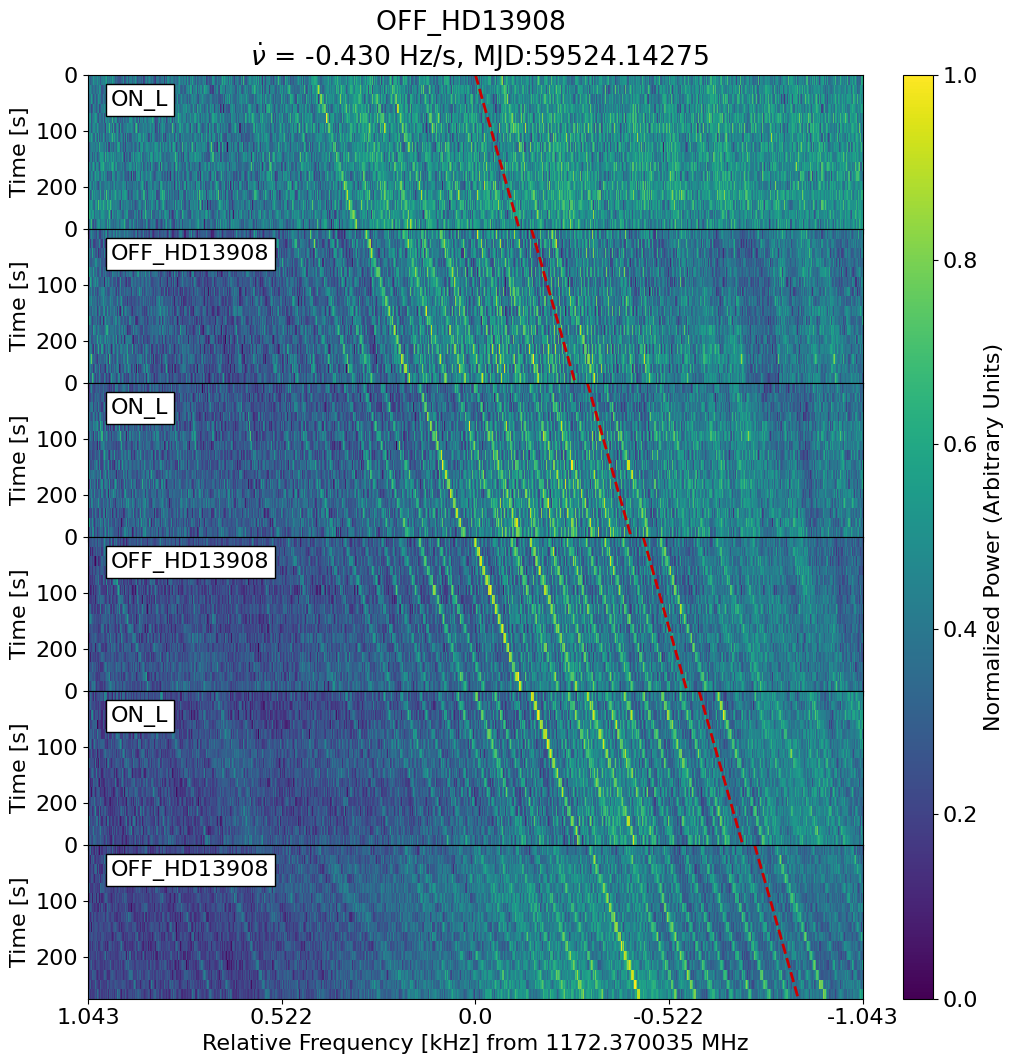 OFF_HD13908
ν̇ = -0.430 Hz/s, MJD:59524.14275
0
100
200
Time [s]
ON_L
0
100
200
Time [s]
OFF_HD13908
0
100
200
Time [s]
ON_L
0
100
200
Time [s]
OFF_HD13908
0
100
200
Time [s]
ON_L
0
100
200
Time [s]
OFF_HD13908
1.043 0.522 0.0 -0.522 -1.043
Relative Frequency [kHz] from 1172.370035 MHz
1.0
0.8
0.6
0.4
0.2
0.0
Normalized Power (Arbitrary Units)